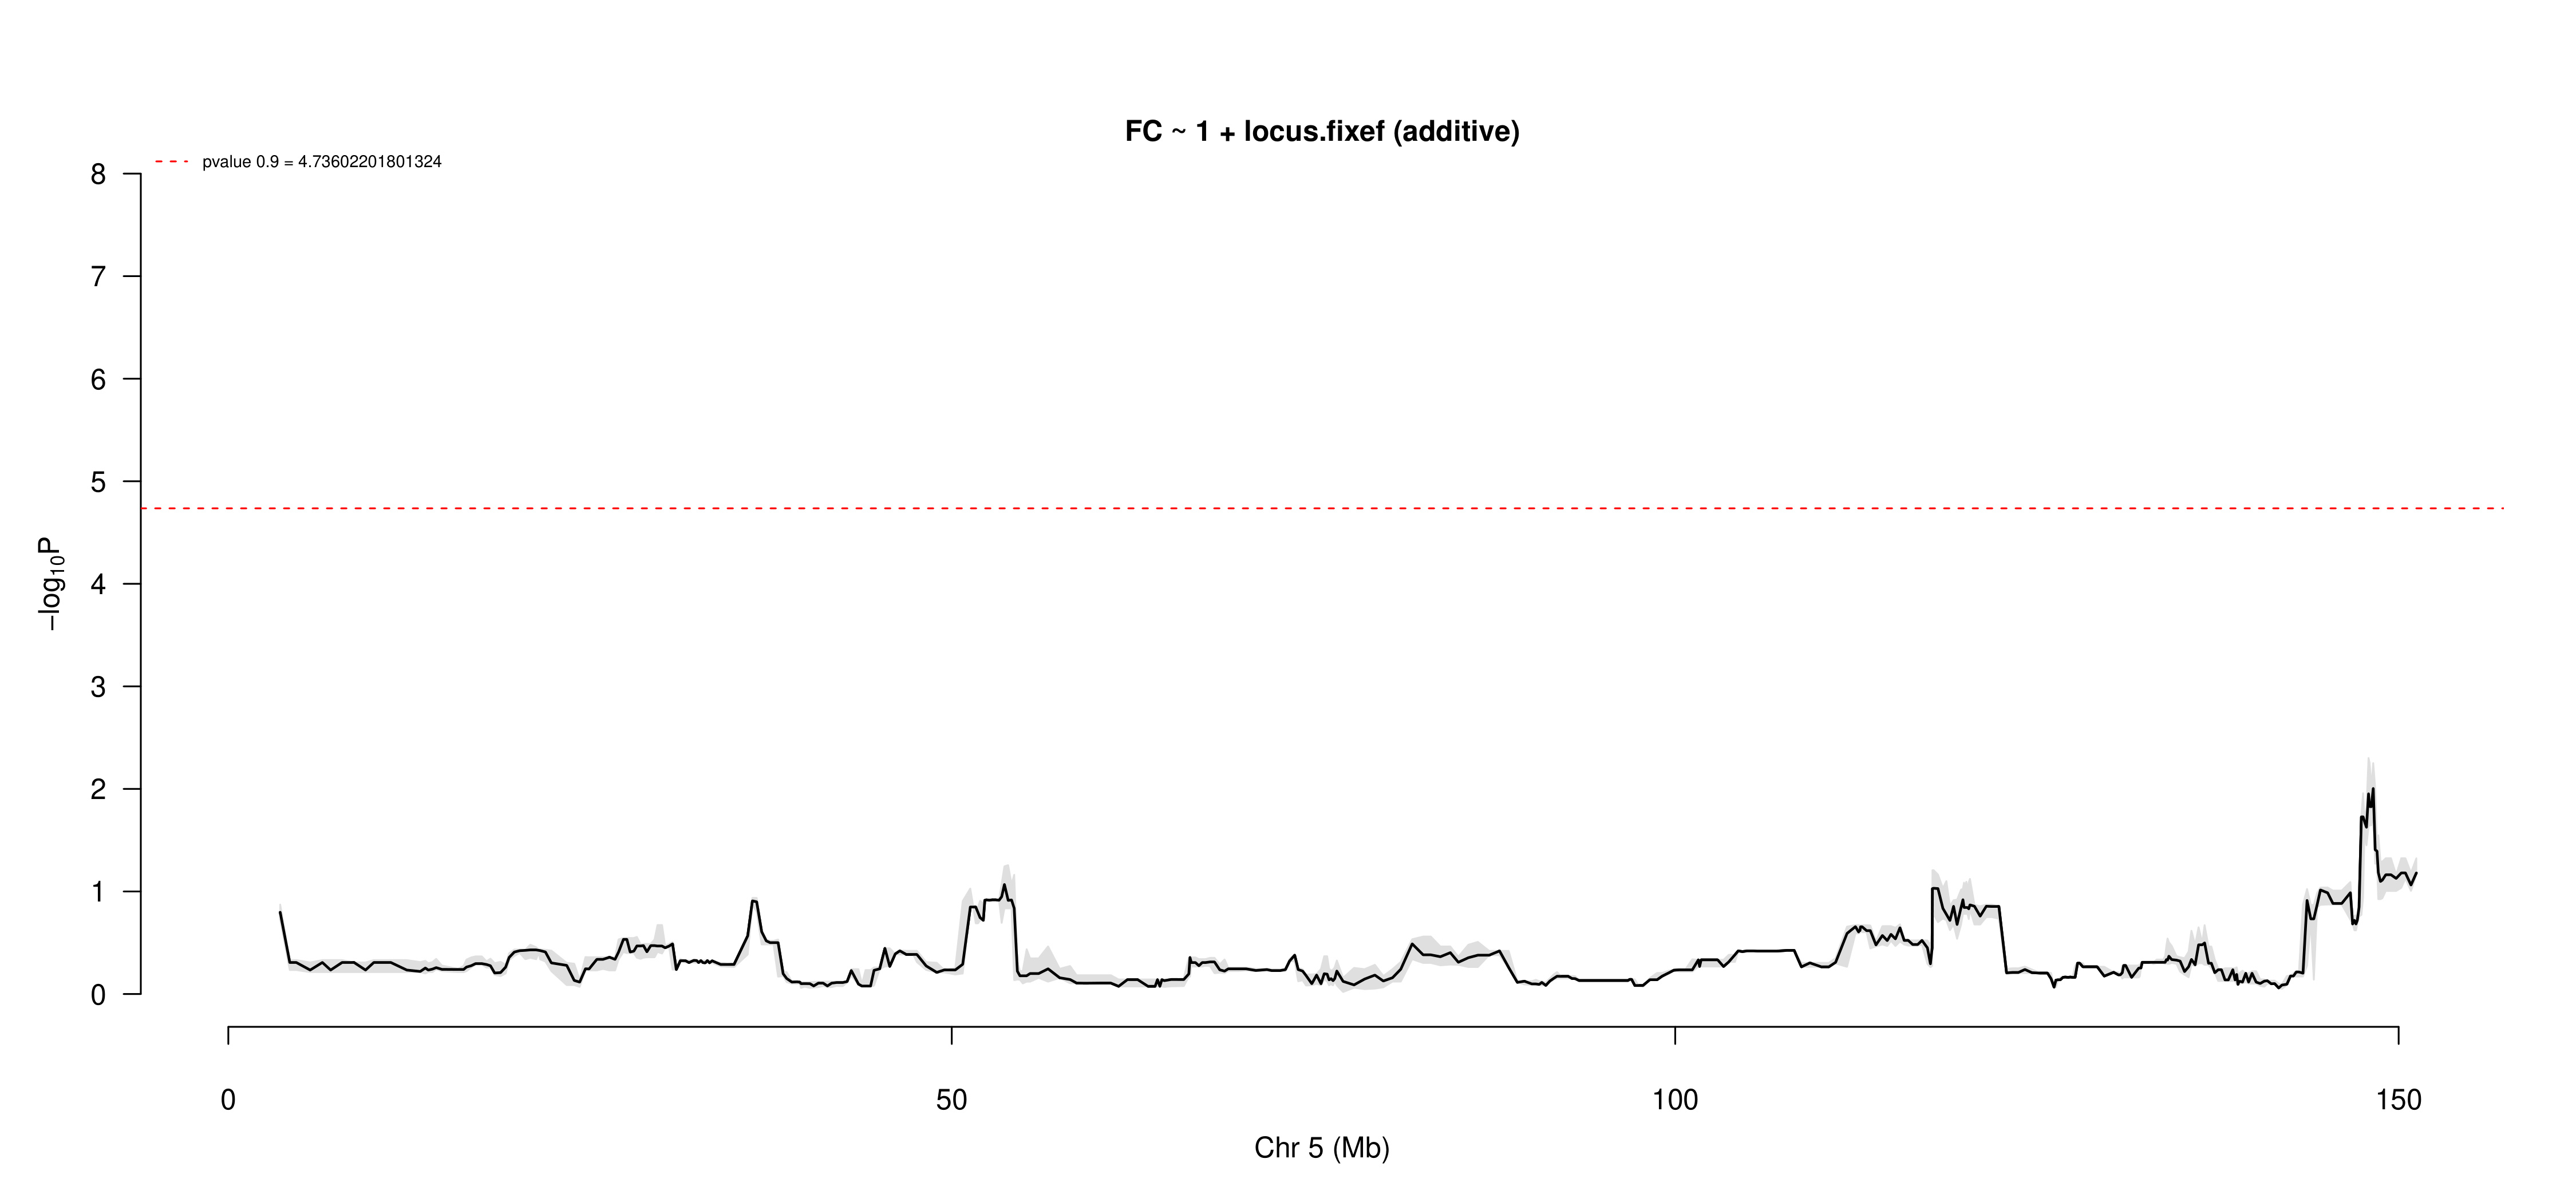 FC ~ 1 + locus.fixef (additive)
pvalue 0.9 = 4.73602201801324
8
7
6
5
4
3
2
1
0
−log10P
0 50 100 150
Chr 5 (Mb)